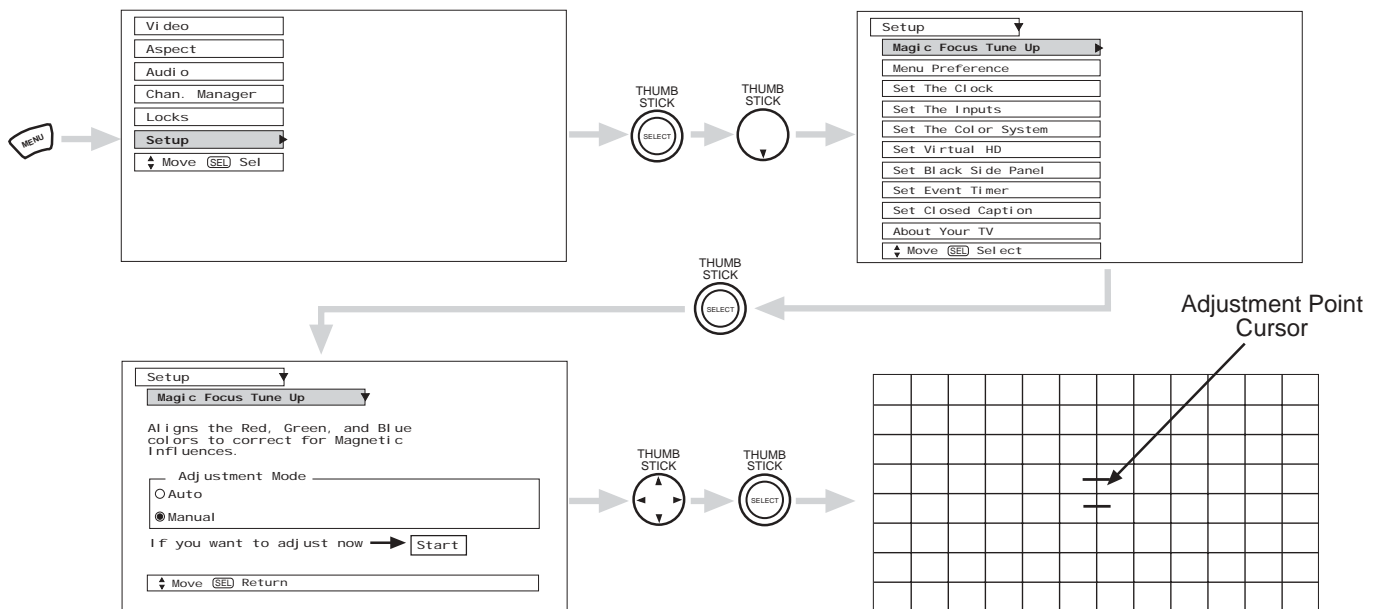 MENU
Video
Aspect
Audio
Chan. Manager
Locks
Setup
Move SEL Sel
THUMB
STICK
SELECT
THUMB
STICK
Setup
Magic Focus Tune Up
Menu Preference
Set The Clock
Set The Inputs
Set The Color System
Set Virtual HD
Set Black Side Panel
Set Event Timer
Set Closed Caption
About Your TV
Move SEL Select
THUMB
STICK
SELECT
Setup
Magic Focus Tune Up
Aligns the Red, Green, and Blue
colors to correct for Magnetic
Influences.
Adjustment Mode
Auto
Manual
If you want to adjust now Start
Move SEL Return
THUMB
STICK
THUMB
STICK
SELECT
Adjustment Point
Cursor